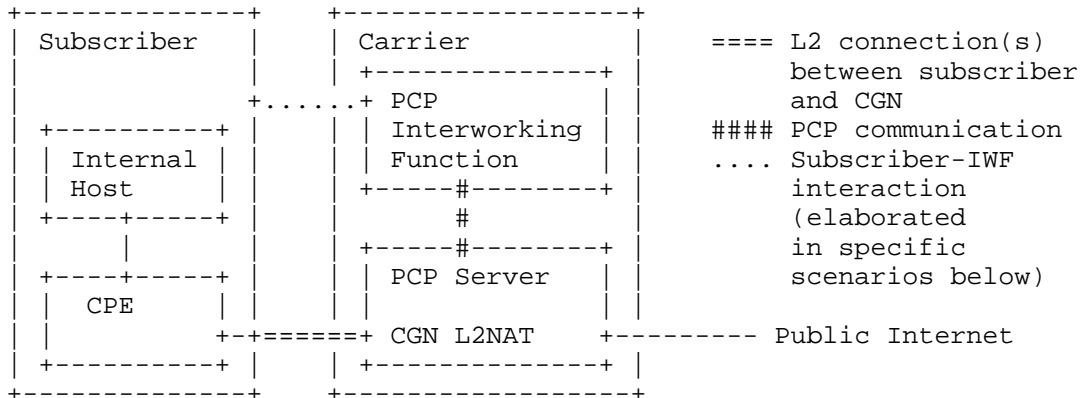 +--------------+    +------------------+
| Subscriber   |    | Carrier          |    ==== L2 connection(s)
|              |    | +--------------+ |         between subscriber
|              +......+ PCP          | |         and CGN
| +----------+ |    | | Interworking | |    #### PCP communication
| | Internal | |    | | Function     | |    .... Subscriber-IWF
| | Host     | |    | +-----#--------+ |         interaction
| +----+-----+ |    |       #          |         (elaborated
|      |       |    | +-----#--------+ |         in specific
| +----+-----+ |    | | PCP Server   | |         scenarios below)
| |  CPE     | |    | |              | |
| |          +-+======+ CGN L2NAT    +--------- Public Internet
| +----------+ |    | +--------------+ |
+--------------+    +------------------+